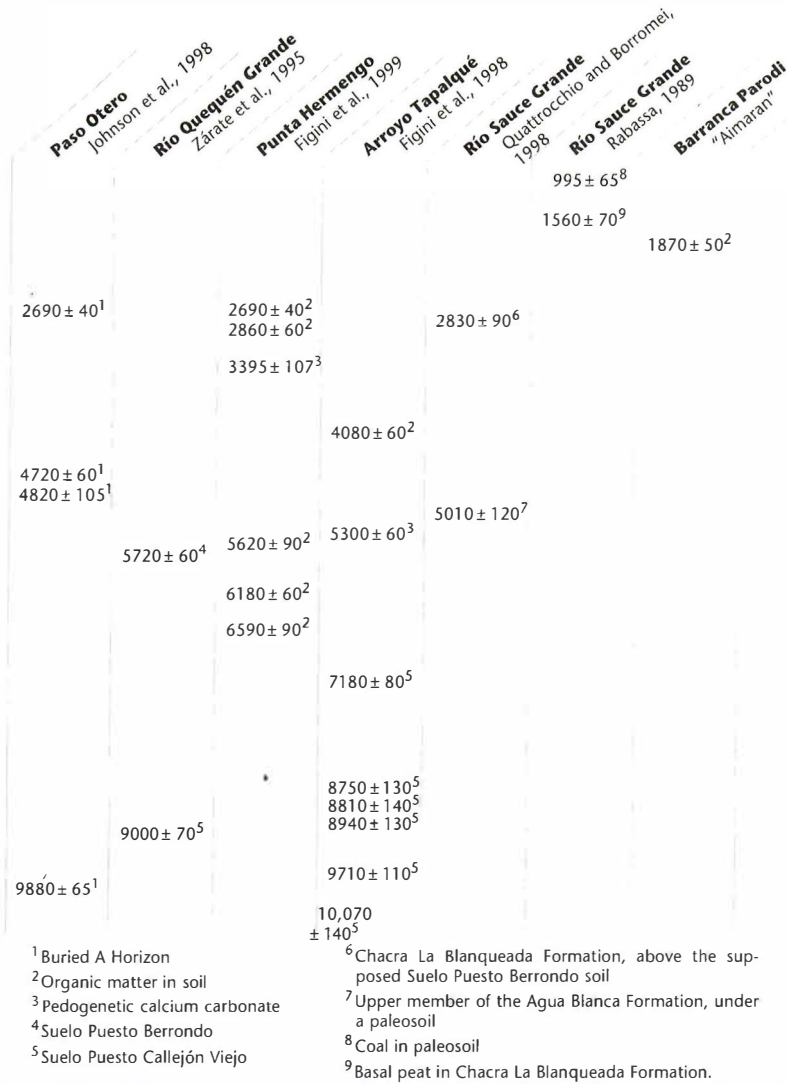 Paso Otero
Johnson et al., 1998
Río Quequén Grande
Zárate et al., 1995
Punta Hermengo
Figini et al., 1999
Arroyo Tapalqué
Figini et al., 1998
Río Sauce Grande
Quattrocchio and Borromei,
1998
Río Sauce Grande
Rabassa, 1989
Barranca Parodi
"Aimaran"
995 ± 65⁸
1560 ± 70⁹
1870 ± 50²
2690 ± 40¹ 2690 ± 40²
2860 ± 60² 2830 ± 90⁶
3395 ± 107³
4080 ± 60²
4720 ± 60¹
4820 ± 105¹
5010 ± 120⁷
5300 ± 60³
5720 ± 60⁴ 5620 ± 90²
6180 ± 60²
6590 ± 90²
7180 ± 80⁵
8750 ± 130⁵
8810 ± 140⁵
9000 ± 70⁵ 8940 ± 130⁵
9880 ± 65¹ 9710 ± 110⁵
10,070
± 140⁵
¹ Buried A Horizon
² Organic matter in soil
³ Pedogenetic calcium carbonate
⁴ Suelo Puesto Berrondo
⁵ Suelo Puesto Callejón Viejo
⁶ Chacra La Blanqueada Formation, above the sup-
posed Suelo Puesto Berrondo soil
⁷ Upper member of the Agua Blanca Formation, under
a paleosoil
⁸ Coal in paleosoil
⁹ Basal peat in Chacra La Blanqueada Formation.